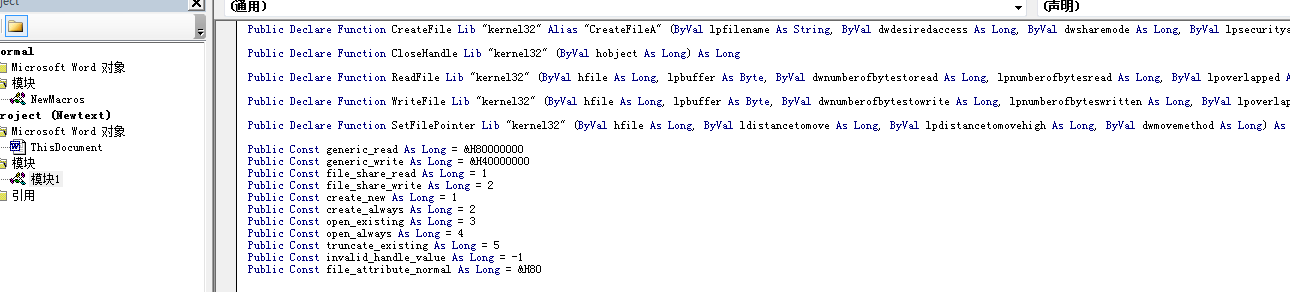 ject
ormal
Microsoft Word 对象
模块
NewMacros
roject (Newtext)
Microsoft Word 对象
ThisDocument
模块
模块1
引用
(通用)
(声明)
Public Declare Function CreateFile Lib "kernel32" Alias "CreateFileA" (ByVal lpfilename As String, ByVal dwdesiredaccess As Long, ByVal dwsharemode As Long, ByVal lpsecuritya
Public Declare Function CloseHandle Lib "kernel32" (ByVal hobject As Long) As Long
Public Declare Function ReadFile Lib "kernel32" (ByVal hfile As Long, lpbuffer As Byte, ByVal dwnumberofbytestoread As Long, lpnumberofbytesread As Long, ByVal lpoverlapped A
Public Declare Function WriteFile Lib "kernel32" (ByVal hfile As Long, lpbuffer As Byte, ByVal dwnumberofbytestowrite As Long, lpnumberofbyteswritten As Long, ByVal lpoverlap
Public Declare Function SetFilePointer Lib "kernel32" (ByVal hfile As Long, ByVal ldistancetomove As Long, ByVal lpdistancetomovehigh As Long, ByVal dwmovemethod As Long) As
Public Const generic_read As Long = &H80000000
Public Const generic_write As Long = &H40000000
Public Const file_share_read As Long = 1
Public Const file_share_write As Long = 2
Public Const create_new As Long = 1
Public Const create_always As Long = 2
Public Const open_existing As Long = 3
Public Const open_always As Long = 4
Public Const truncate_existing As Long = 5
Public Const invalid_handle_value As Long = -1
Public Const file_attribute_normal As Long = &H80